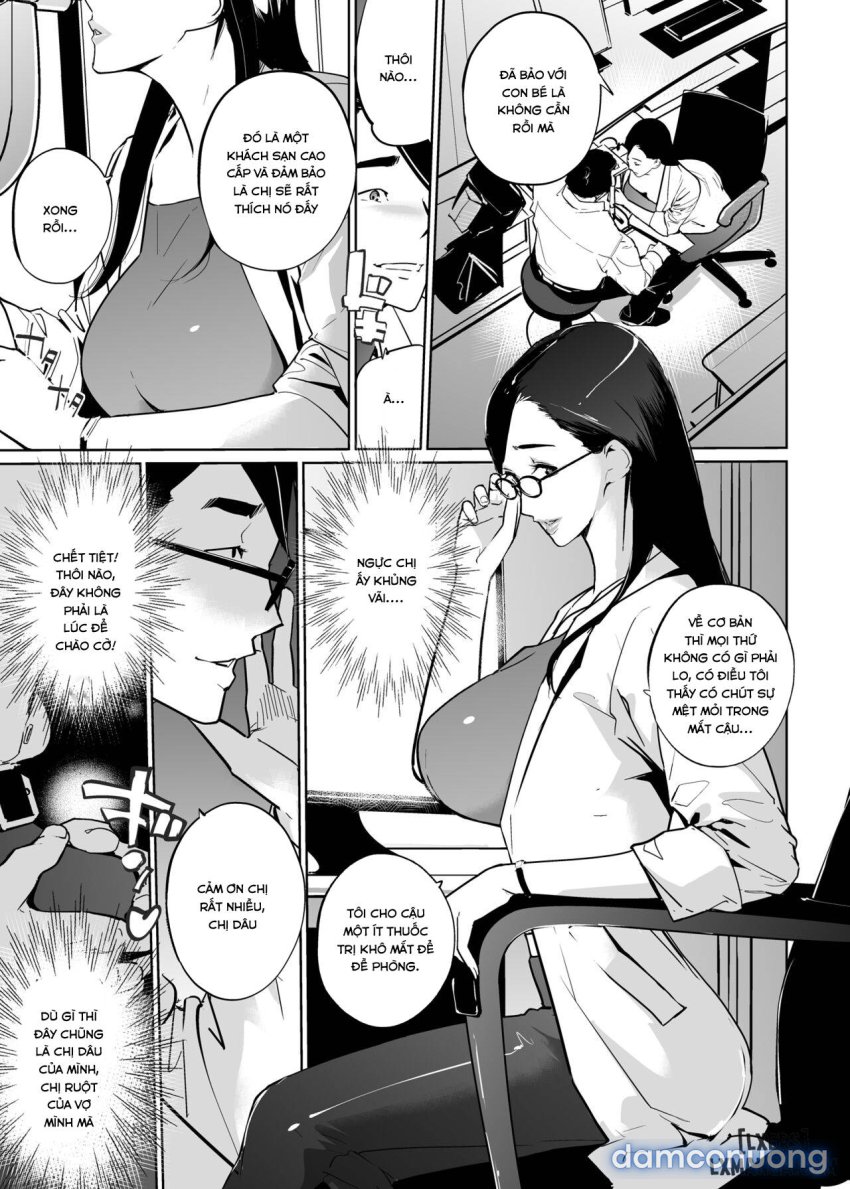 ĐÃ BẢO VỚI
CON BÉ LÀ
KHÔNG CẦN
RỒI MÀ
THÔI
NÀO...
À...
ĐÓ LÀ MỘT
KHÁCH SẠN CAO
CẤP VÀ ĐẢM BẢO
LÀ CHỊ SẼ RẤT
THÍCH NÓ ĐẤY
XONG
RỒI...
VỀ CƠ BẢN
THÌ MỌI THỨ
KHÔNG CÓ GÌ PHẢI
LO, CÓ ĐIỀU TÔI
THẤY CÓ CHÚT SỰ
MỆT MỎI TRONG
MẮT CẬU...
NGỰC CHỊ
ẤY KHỦNG
VÃI....
TÔI CHO CẬU
MỘT ÍT THUỐC
TRỊ KHÔ MẮT ĐỂ
ĐỀ PHÒNG.
CHẾT TIỆT!
THÔI NÀO,
ĐÂY KHÔNG
PHẢI LÀ
LÚC ĐỂ
CHÀO CỜ!
CẢM ƠN CHỊ
RẤT NHIỀU,
CHỊ DÂU
DÙ GÌ THÌ
ĐÂY CŨNG
LÀ CHỊ DÂU
CỦA MÌNH,
CHỊ RUỘT
CỦA VỢ
MÌNH MÀ
damconuong